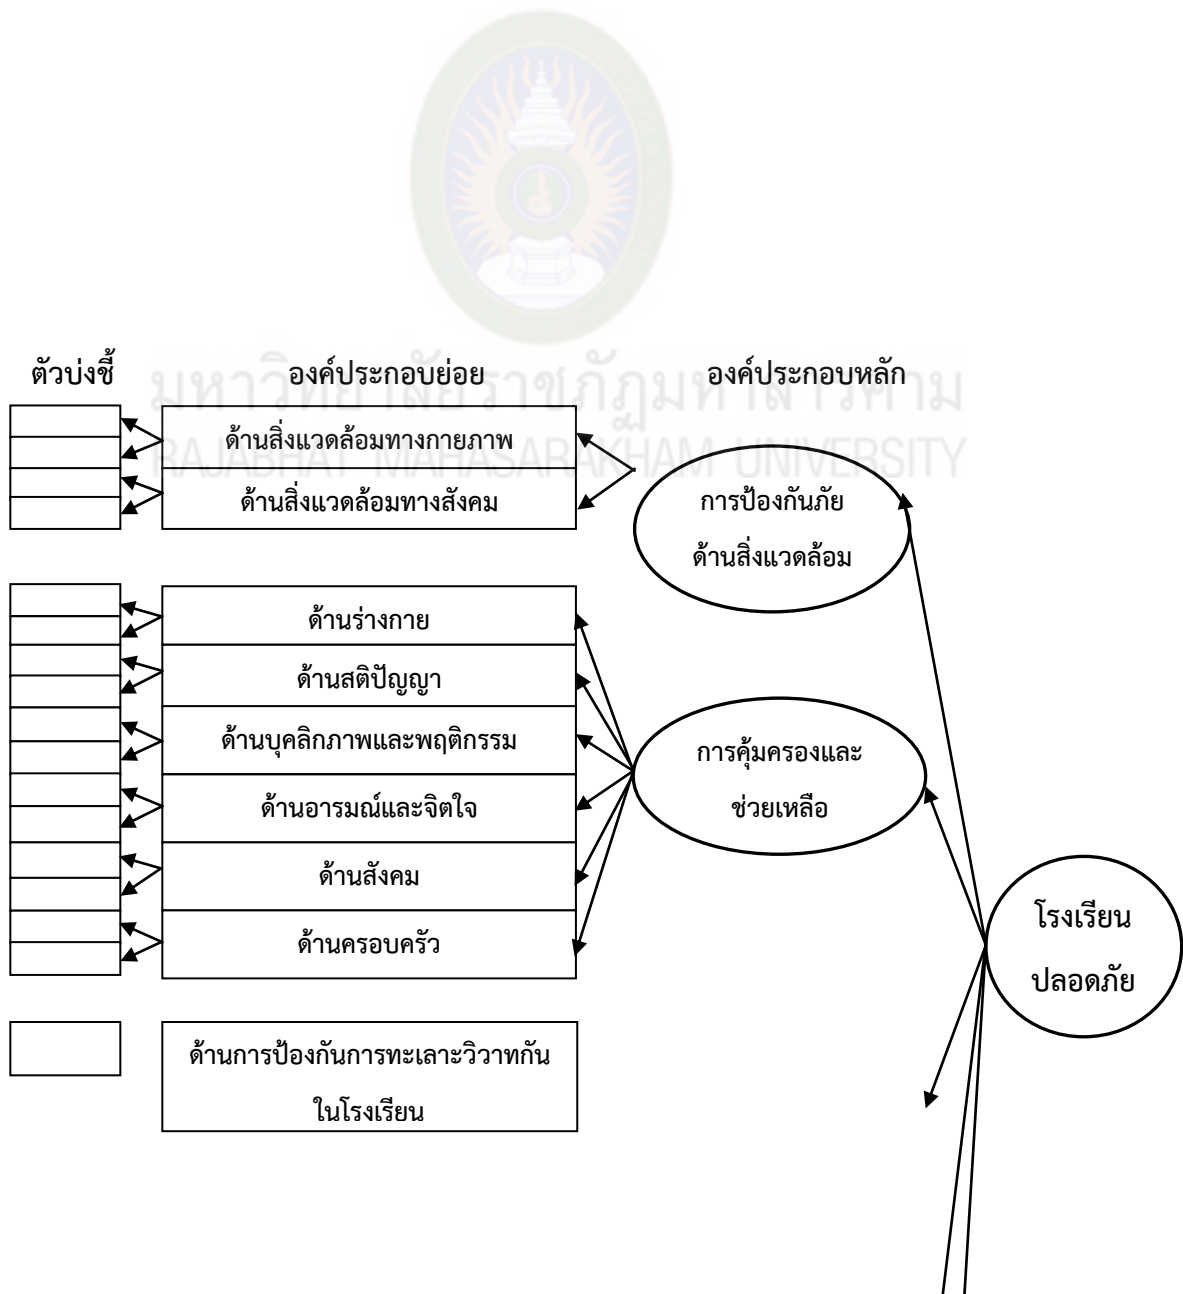 ตัวบ่งชี้ องค์ประกอบย่อย องค์ประกอบหลัก
มหาวิทยาลัยราชภัฏมหาสารคาม
RAJABHAT MAHASARAKHAM UNIVERSITY
ด้านสิ่งแวดล้อมทางกายภาพ
ด้านสิ่งแวดล้อมทางสังคม
การป้องกันภัย
ด้านสิ่งแวดล้อม
ด้านร่างกาย
ด้านสติปัญญา
ด้านบุคลิกภาพและพฤติกรรม
ด้านอารมณ์และจิตใจ
ด้านสังคม
ด้านครอบครัว
การคุ้มครองและ
ช่วยเหลือ
โรงเรียน
ปลอดภัย
ด้านการป้องกันการทะเลาะวิวาทกัน
ในโรงเรียน